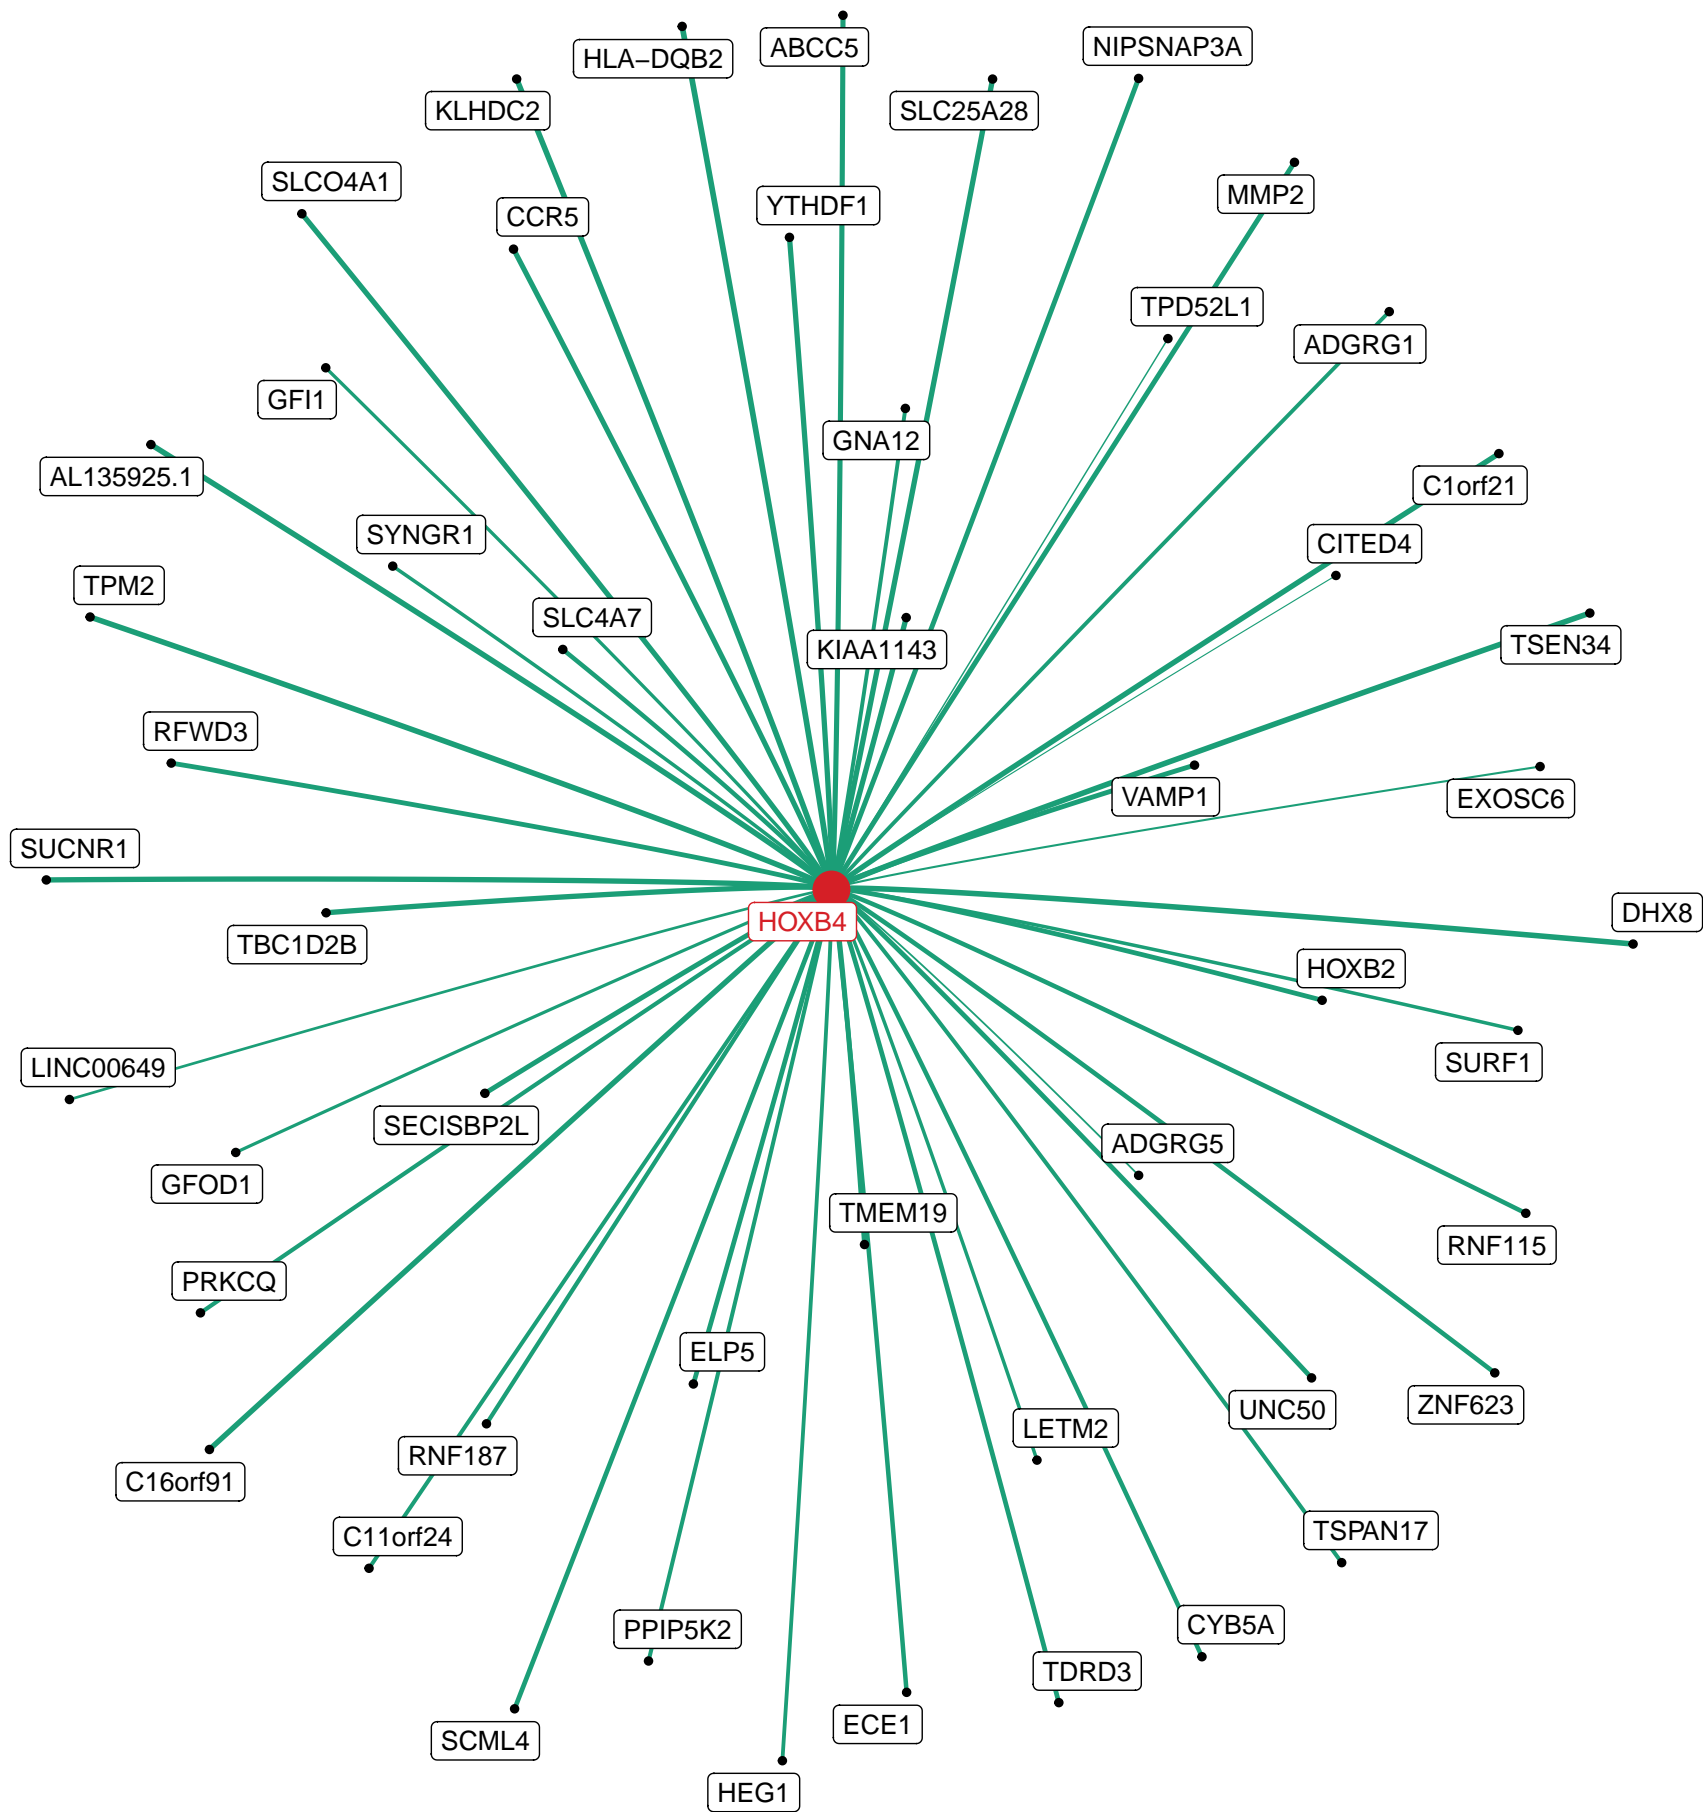 ABCC5
NIPSNAP3A
HLA−DQB2
KLHDC2
SLC25A28
SLCO4A1
MMP2
YTHDF1
CCR5
TPD52L1
ADGRG1
GFI1
GNA12
AL135925.1
C1orf21
SYNGR1
CITED4
TPM2
SLC4A7
KIAA1143
TSEN34
RFWD3
VAMP1
EXOSC6
SUCNR1
DHX8
HOXB4
TBC1D2B
HOXB2
SURF1
LINC00649
SECISBP2L
ADGRG5
GFOD1
TMEM19
RNF115
PRKCQ
ELP5
ZNF623
UNC50
LETM2
RNF187
C16orf91
TSPAN17
C11orf24
CYB5A
PPIP5K2
TDRD3
ECE1
SCML4
HEG1